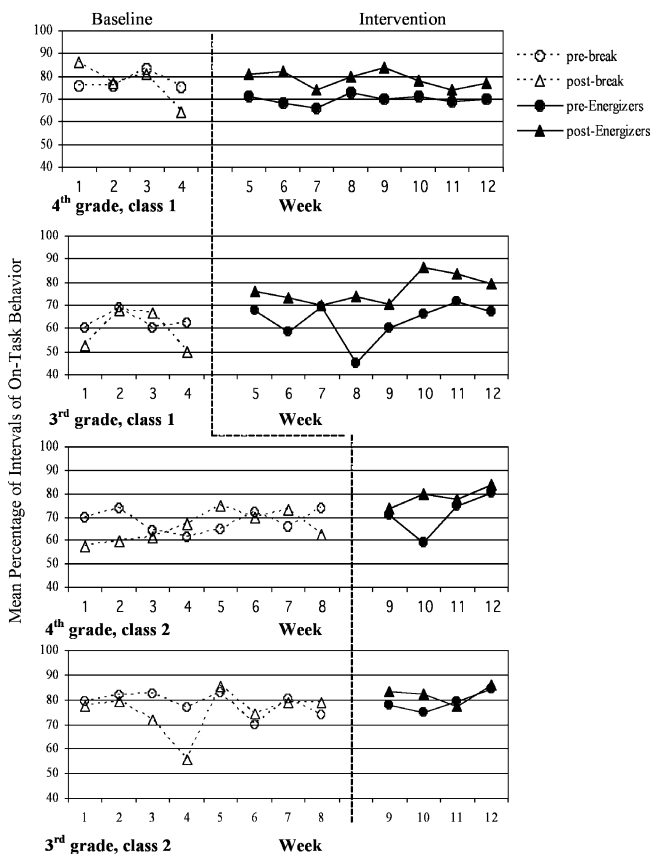 Baseline Intervention
100
90
80
70
60
50
40
1 2 3 4 5 6 7 8 9 10 11 12
4th grade, class 1 Week
pre-break
post-break
pre-Energizers
post-Energizers
Mean Percentage of Intervals of On-Task Behavior
100
90
80
70
60
50
40
1 2 3 4 5 6 7 8 9 10 11 12
3rd grade, class 1 Week
100
90
80
70
60
50
40
1 2 3 4 5 6 7 8 9 10 11 12
4th grade, class 2 Week
100
90
80
70
60
50
40
1 2 3 4 5 6 7 8 9 10 11 12
3rd grade, class 2 Week